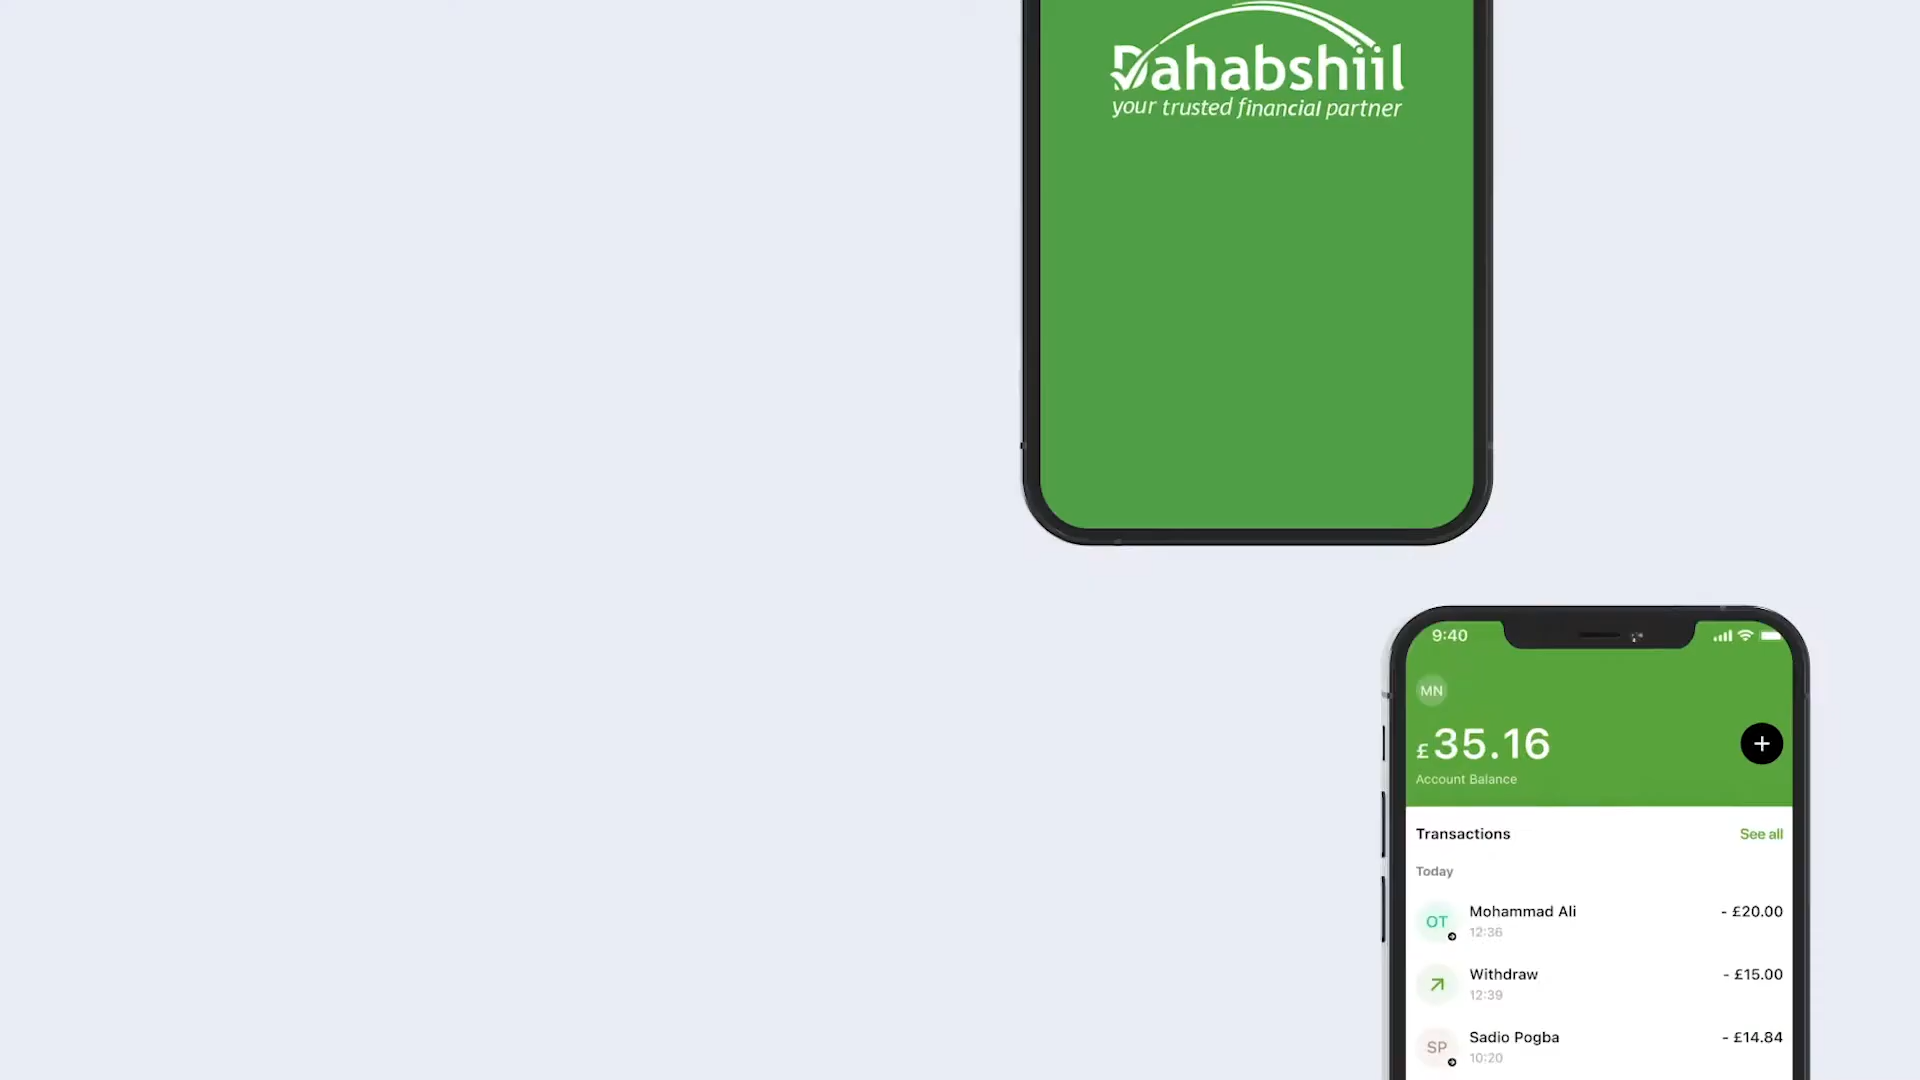 Dahabshiil
your trusted financial partner
9:40
MN
£35.16
Account Balance
Transactions
See all
Today
OT
Mohammad Ali
- £20.00
12:36
Withdraw
- £15.00
12:39
SP
Sadio Pogba
- £14.84
10:20